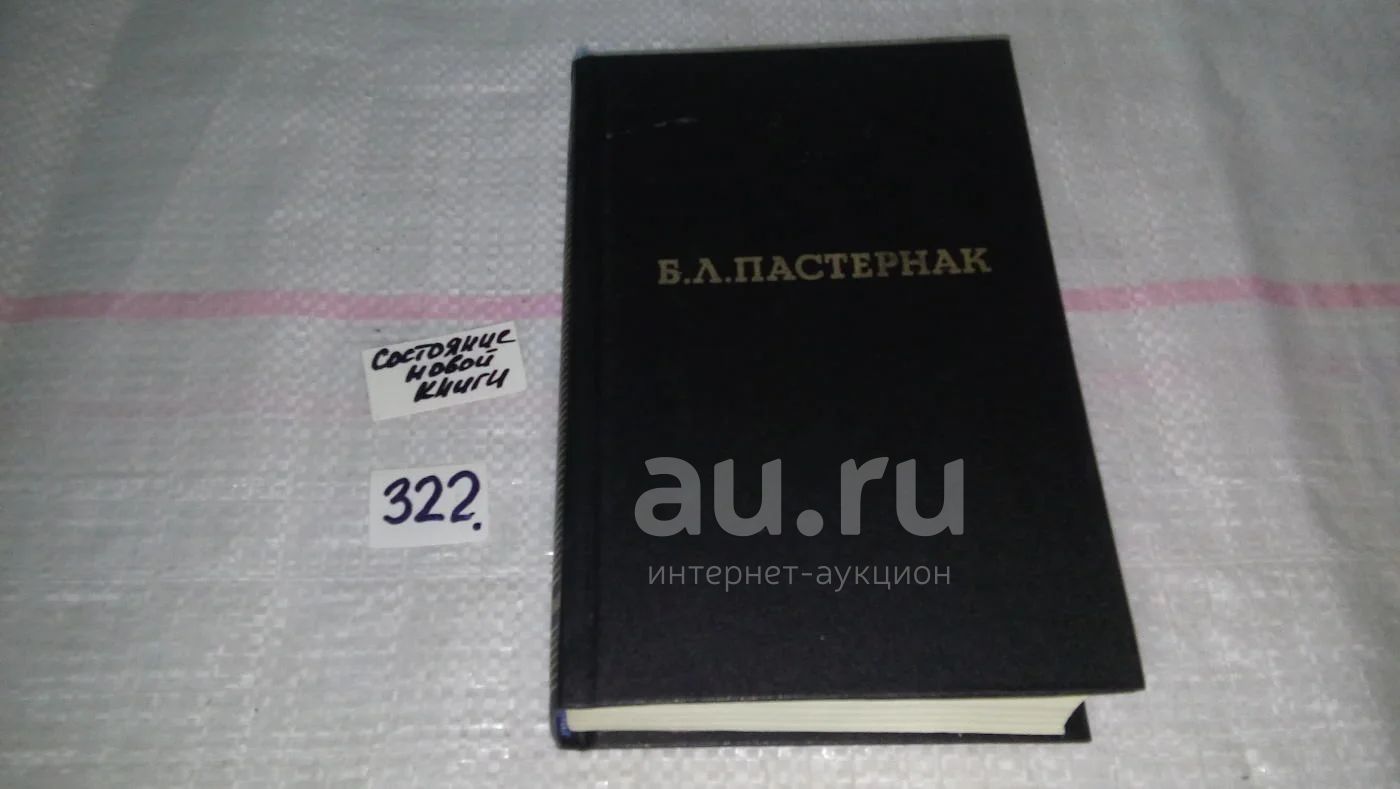 Б.Л.ПАСТЕРНАК
Состояние
новой
книги
322.
au.ru
интернет-аукцион